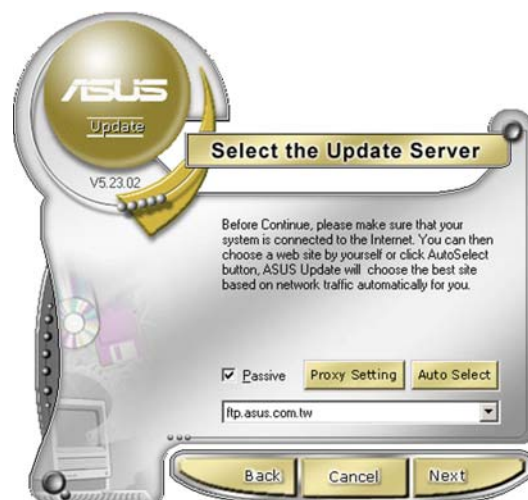 ASUS
Update
V5.23.02
Select the Update Server
Before Continue, please make sure that your
system is connected to the Internet. You can then
choose a web site by yourself or click AutoSelect
button, ASUS Update will choose the best site
based on network traffic automatically for you.
Passive
Proxy Setting
Auto Select
ftp.asus.com.tw
Back
Cancel
Next